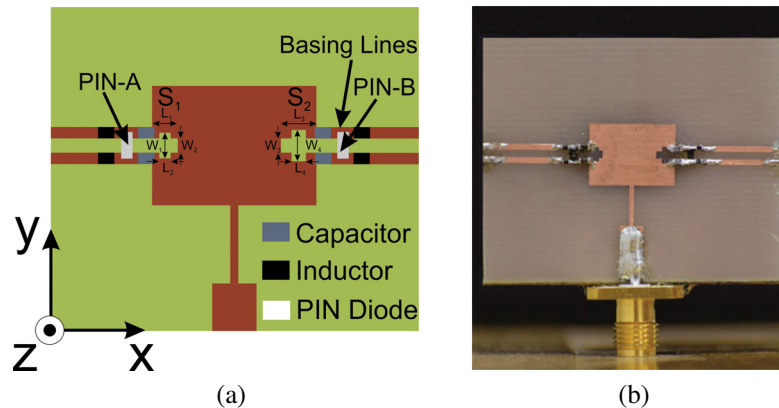 Basing Lines
PIN-A
PIN-B
S1
S2
L1
L3
W1
W2
W3
W4
L2
L4
y
Capacitor
Inductor
PIN Diode
z
x
(a)
(b)